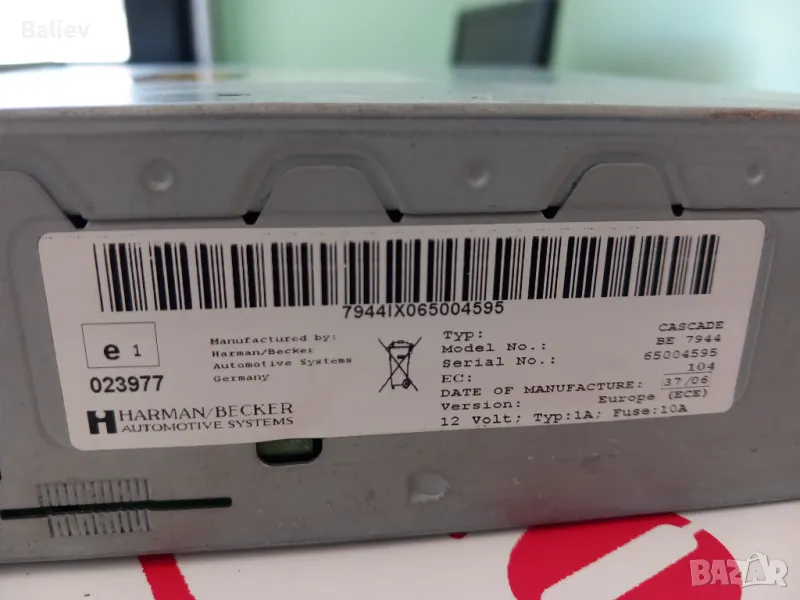 Baliev
7944IX065004595
e 1
023977
Manufactured by:
Harman/Becker
Automotive Systems
Germany
HARMAN/BECKER
AUTOMOTIVE SYSTEMS
Typ: CASCADE
Model No.: BE 7944
Serial No.: 65004595
EC: 104
DATE OF MANUFACTURE: 37/06
Version: Europe (ECE)
12 Volt; Typ:1A; Fuse:10A
BAZAR
bg